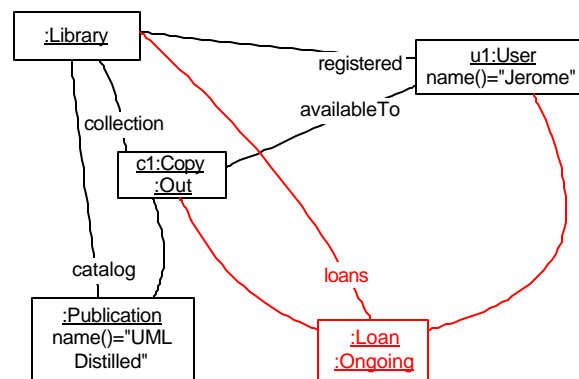 :Library
registered
u1:User
name()="Jerome"
availableTo
collection
c1:Copy
:Out
catalog
loans
:Publication
name()="UML
Distilled"
:Loan
:Ongoing